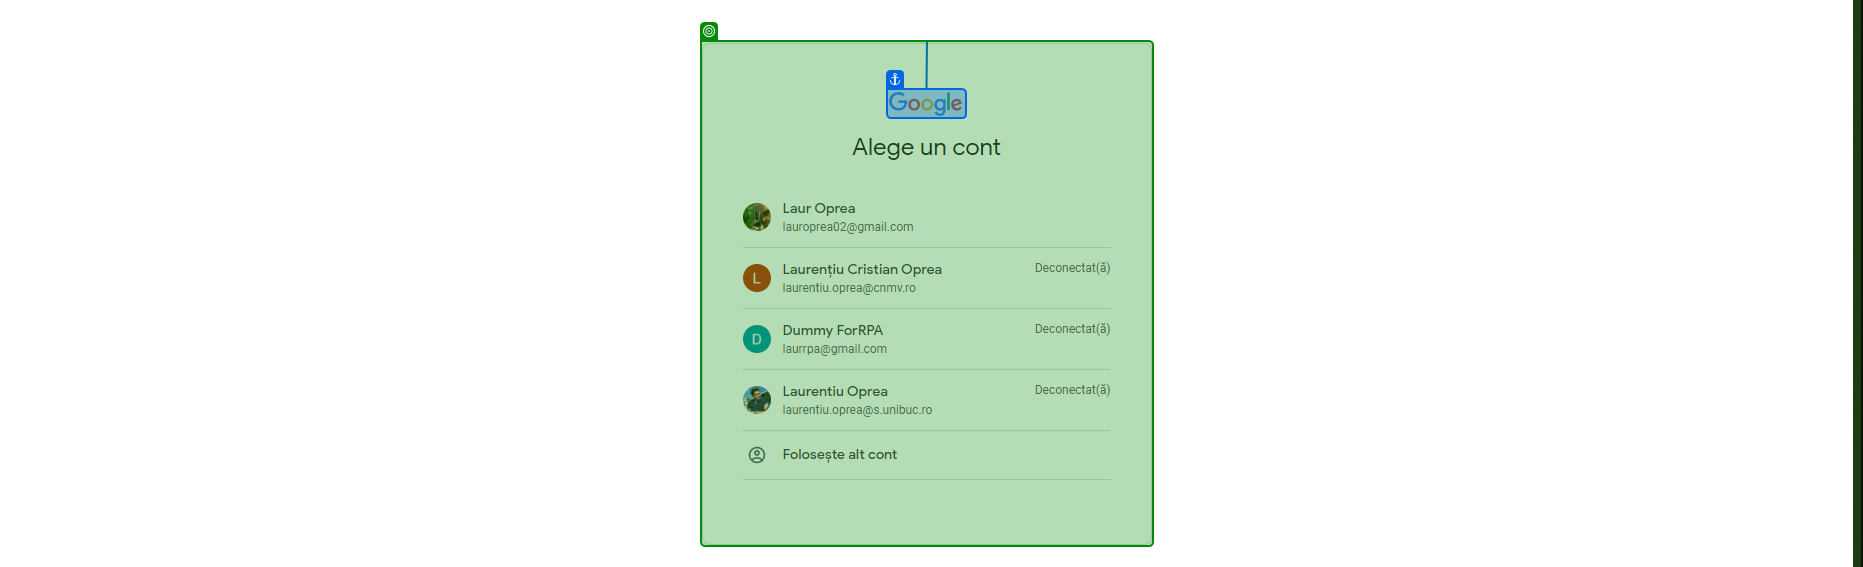 Google
Alege un cont
Laur Oprea
lauroprea02@gmail.com
L
Laurențiu Cristian Oprea
Deconectat(ă)
laurentiu.oprea@cnmv.ro
D
Dummy ForRPA
Deconectat(ă)
laurrpa@gmail.com
Laurentiu Oprea
Deconectat(ă)
laurentiu.oprea@s.unibuc.ro
Folosește alt cont